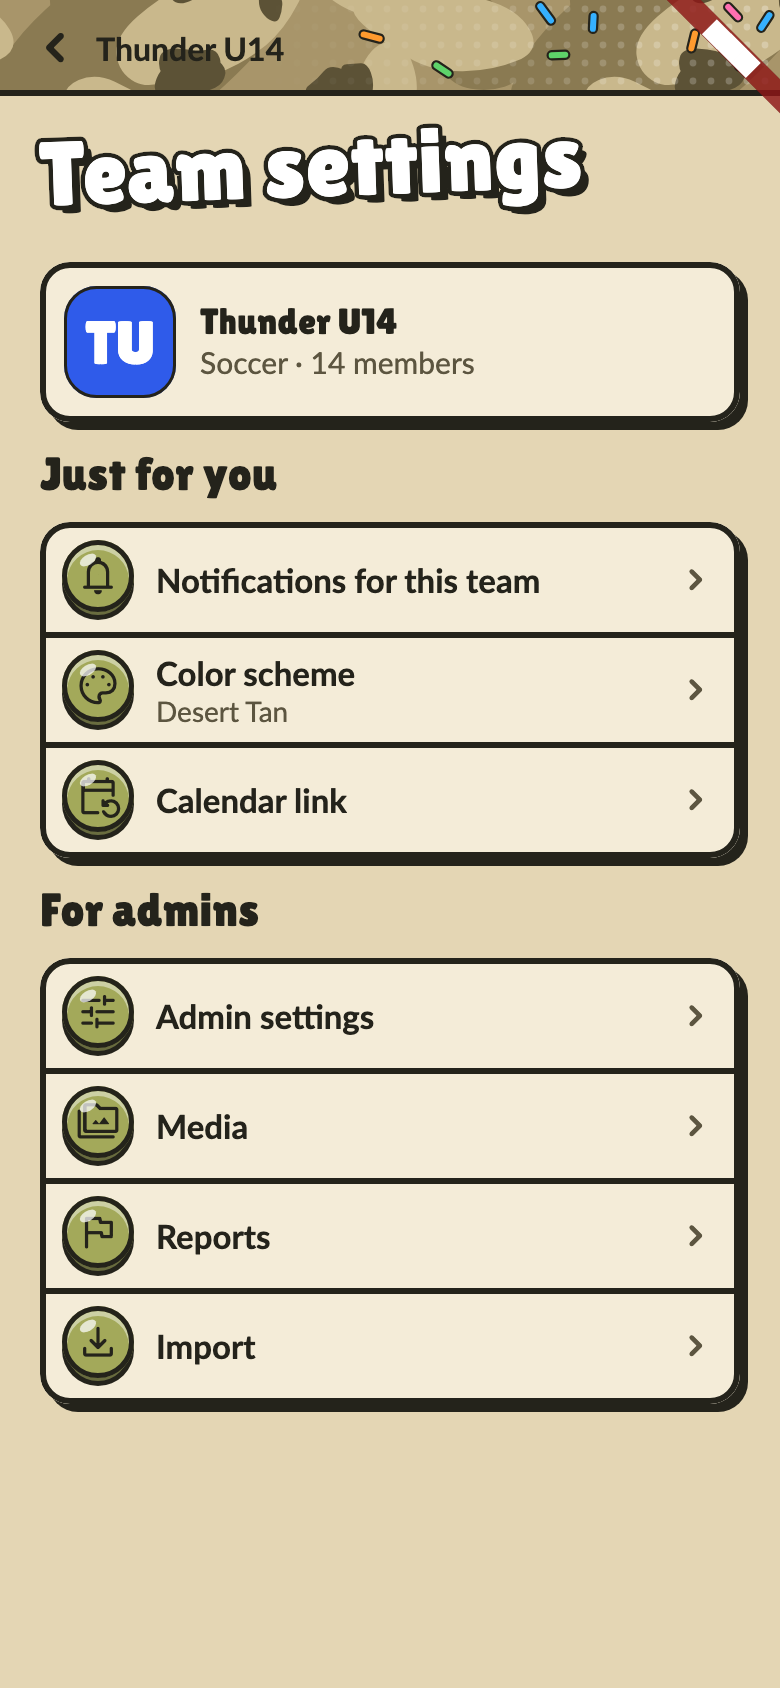 Thunder U14
Team settings
TU
Thunder U14
Soccer · 14 members
Just for you
Notifications for this team
Color scheme
Desert Tan
Calendar link
For admins
Admin settings
Media
Reports
Import